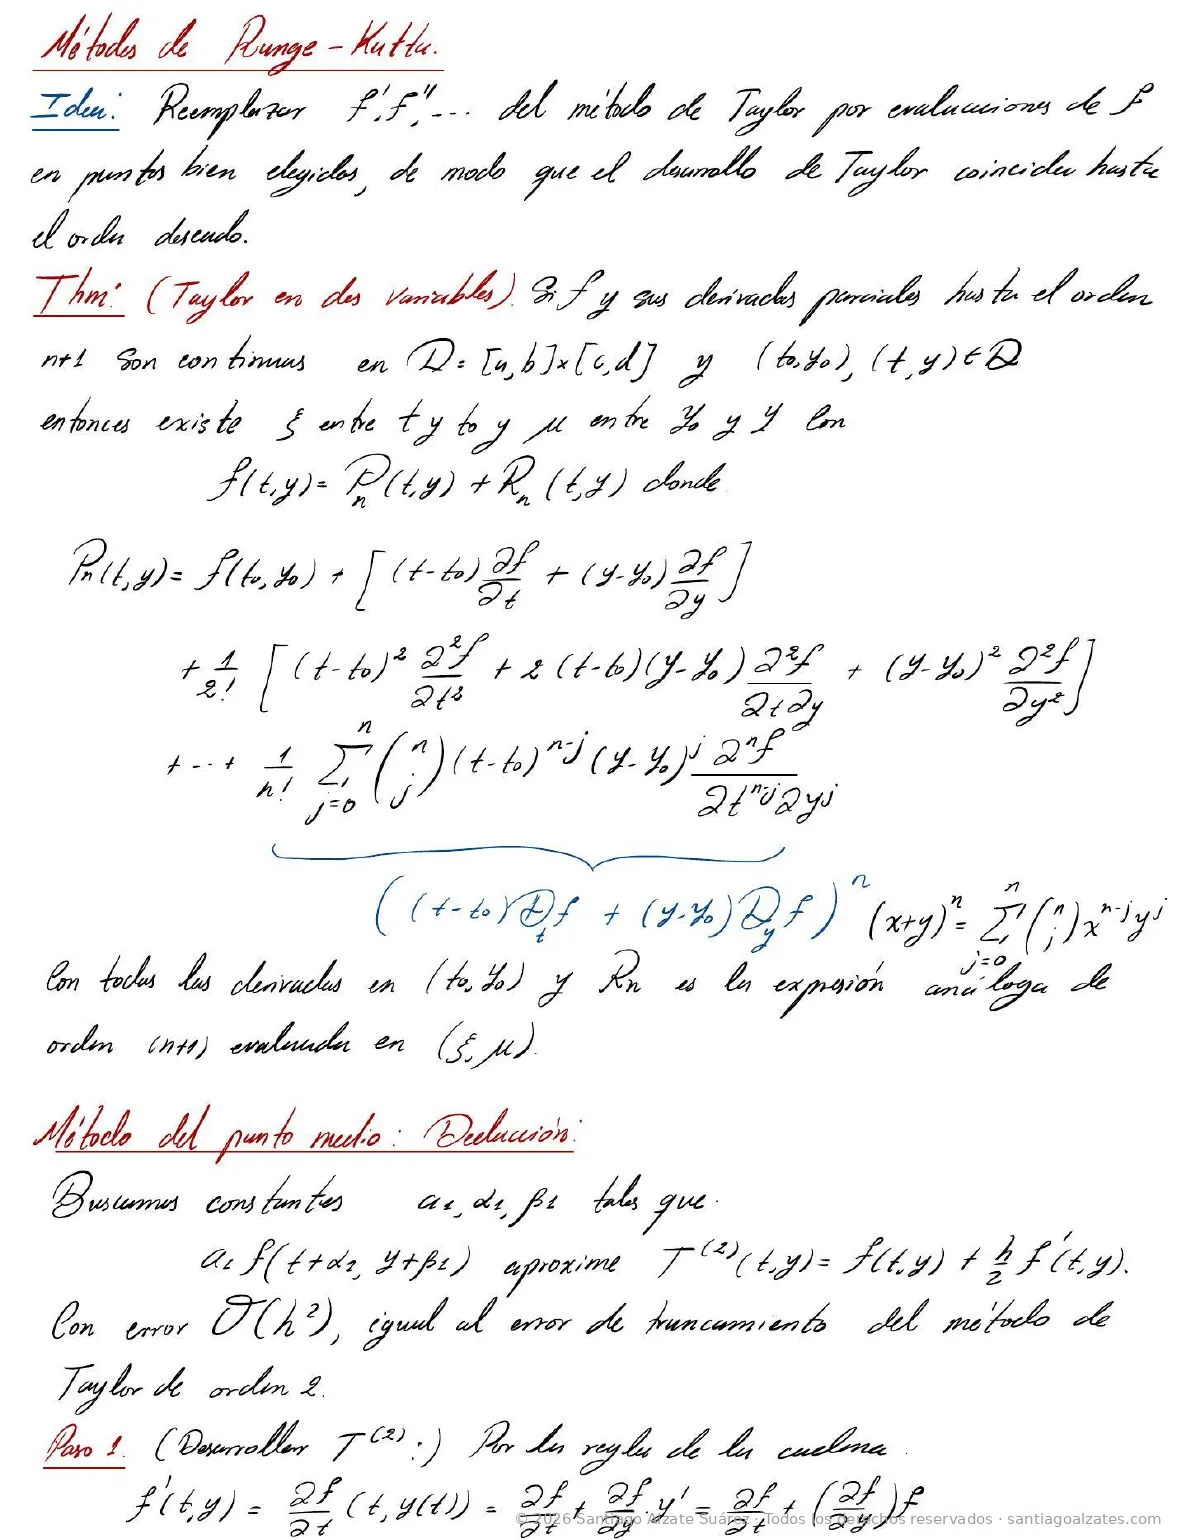 Métodos de Runge-Kutta.
Idea: Reemplazar f', f'', ... del método de Taylor por evaluaciones de f
en puntos bien elegidos, de modo que el desarrollo de Taylor coincida hasta
el orden deseado.
Thm: (Taylor en dos variables). Si f y sus derivadas parciales hasta el orden
n+1 son continuas en D = [a,b]×[c,d] y (t₀,y₀), (t,y) ∈ D
entonces existe ξ entre t y t₀ y μ entre y₀ y y con
f(t,y) = Pₙ(t,y) + Rₙ(t,y) donde
Pₙ(t,y) = f(t₀,y₀) + [(t-t₀) ∂f/∂t + (y-y₀) ∂f/∂y]
+ 1/2! [(t-t₀)² ∂²f/∂t² + 2(t-t₀)(y-y₀) ∂²f/∂t∂y + (y-y₀)² ∂²f/∂y²]
+ ... + 1/n! Σ_{j=0}^{n} (n j) (t-t₀)^{n-j} (y-y₀)^j ∂ⁿf/∂t^{n-j}∂y^j
((t-t₀)D_t f + (y-y₀)D_y f)ⁿ (x+y)ⁿ = Σ_{j=0}^{n} (n j) x^{n-j} y^j
Con todas las derivadas en (t₀,y₀) y Rₙ es la expresión análoga de
orden (n+1) evaluada en (ξ,μ).
Método del punto medio: Deducción:
Buscamos constantes a₁, α₁, β₁ tales que
a₁ f(t+α₁, y+β₁) aproxime T^(2)(t,y) = f(t,y) + h/2 f'(t,y).
Con error O(h²), igual al error de truncamiento del método de
Taylor de orden 2.
Paso 1. (Desarrollar T^(2):) Por la regla de la cadena
f'(t,y) = ∂f/∂t (t,y(t)) = ∂f/∂t + ∂f/∂y · y' = ∂f/∂t + (∂f/∂y) f
© 2026 Santiago Alzate Suárez · Todos los derechos reservados · santiagoalzates.com